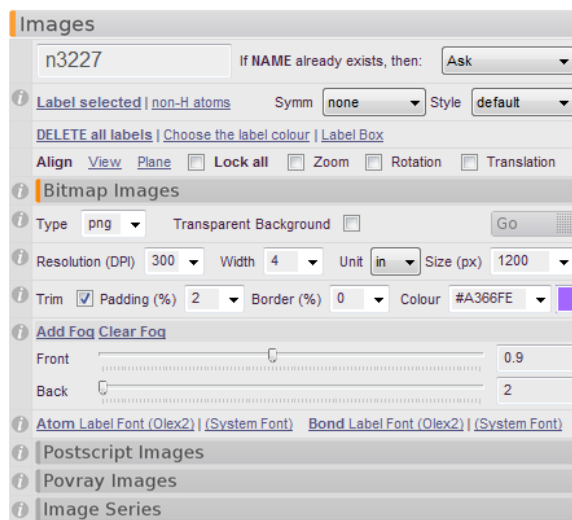 Images
n3227 If NAME already exists, then: Ask
Label selected | non-H atoms Symm none Style default
DELETE all labels | Choose the label colour | Label Box
Align View Plane Lock all Zoom Rotation Translation
Bitmap Images
Type png Transparent Background Go
Resolution (DPI) 300 Width 4 Unit in Size (px) 1200
Trim Padding (%) 2 Border (%) 0 Colour #A366FE
Add Fog Clear Fog
Front 0.9
Back 2
Atom Label Font (Olex2) | (System Font) Bond Label Font (Olex2) | (System Font)
Postscript Images
Povray Images
Image Series